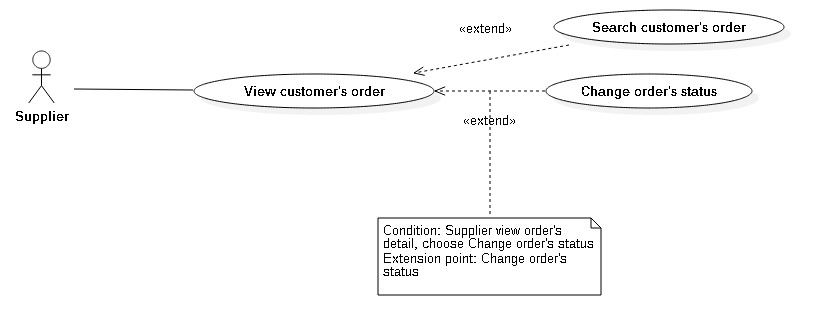 Search customer's order
«extend»
View customer's order
Change order's status
Supplier
«extend»
Condition: Supplier view order's
detail, choose Change order's status
Extension point: Change order's
status